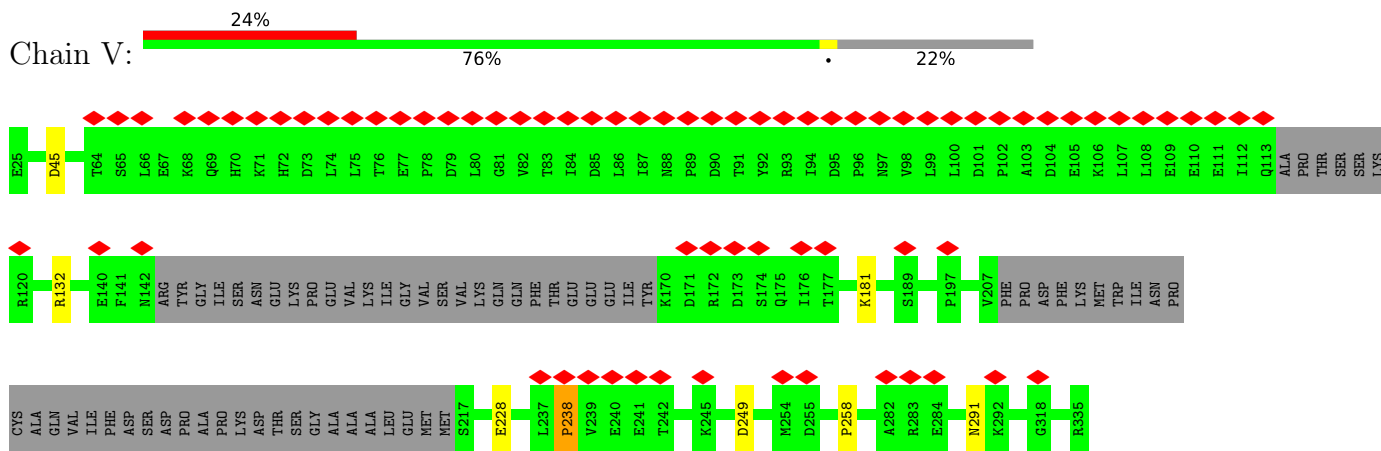 24%
Chain V:
76% • 22%
E25 D45 T64 S65 L66 E67 K68 Q69 H70 K71 H72 D73 L74 L75 T76 E77 P78 D79 L80 G81 V82 T83 I84 D85 L86 I87 N88 P89 D90 T91 Y92 R93 I94 D95 P96 N97 V98 L99 L100 D101 P102 A103 D104 E105 K106 L107 L108 E109 E110 E111 I112 Q113 ALA PRO THR SER SER LYS
R120 R132 E140 F141 N142 ARG TYR GLY ILE SER ASN GLU LYS PRO GLU VAL LYS ILE GLY VAL SER VAL LYS GLN GLN PHE THR GLU GLU GLU ILE TYR K170 D171 R172 D173 S174 Q175 I176 T177 K181 S189 P197 V207 PHE PRO ASP PHE LYS MET TRP ILE ASN PRO
CYS ALA GLN VAL ILE PHE ASP SER ASP PRO ALA PRO LYS ASP THR SER GLY ALA ALA ALA LEU GLU MET MET S217 E228 L237 P238 V239 E240 E241 T242 K245 D249 M254 D255 P258 A282 R283 E284 N291 K292 G318 R335